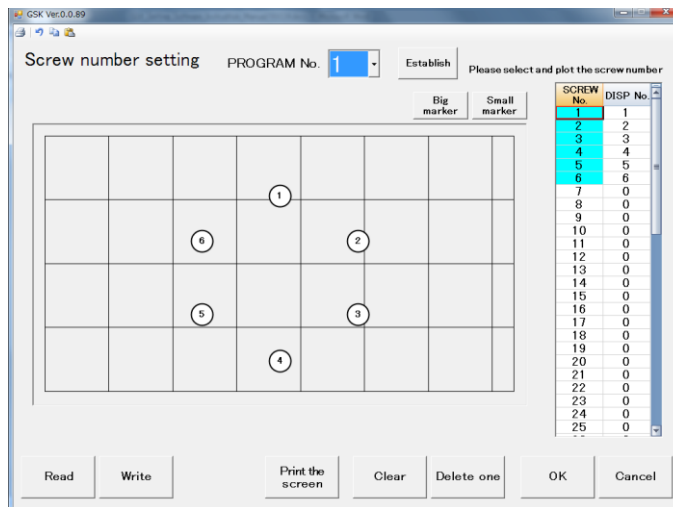 GSK Ver.0.0.89
Screw number setting
PROGRAM No. 1
Establish
Please select and plot the screw number
Big marker
Small marker
SCREW No. DISP No.
1 1
2 2
3 3
4 4
5 5
6 6
7 0
8 0
9 0
10 0
11 0
12 0
13 0
14 0
15 0
16 0
17 0
18 0
19 0
20 0
21 0
22 0
23 0
24 0
25 0
1
6 2
5 3
4
Read
Write
Print the screen
Clear
Delete one
OK
Cancel